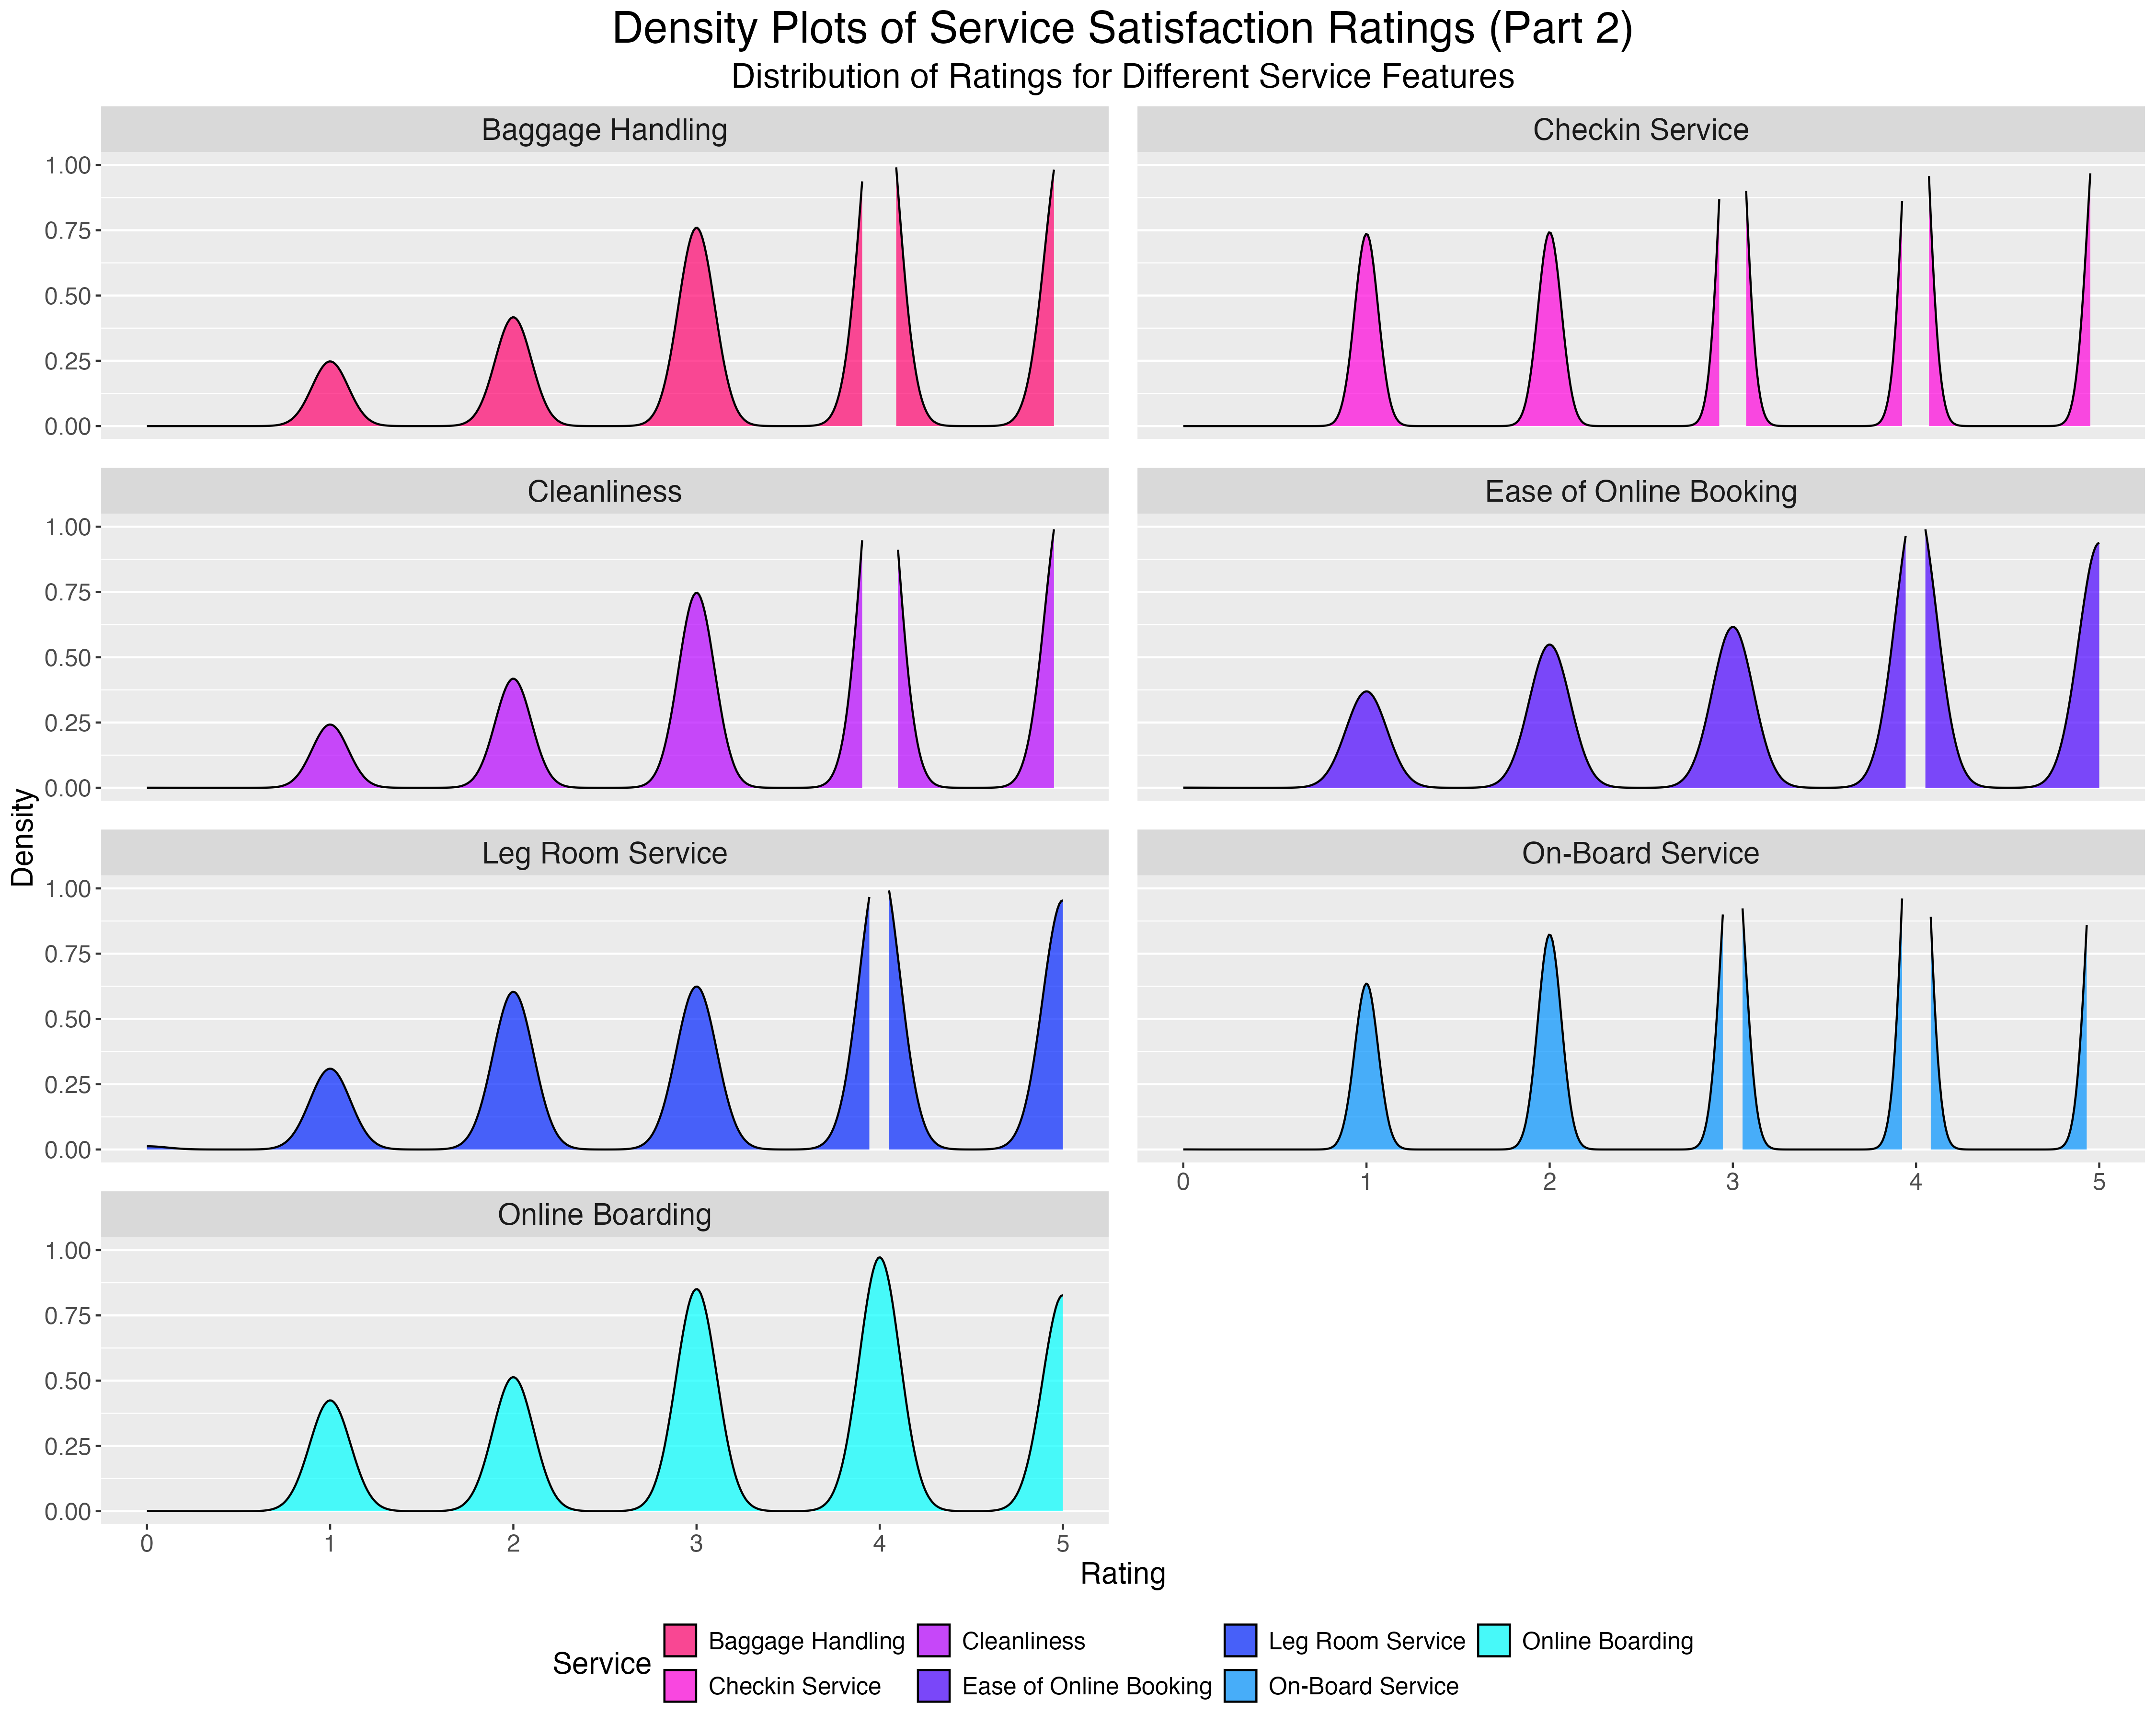 Density Plots of Service Satisfaction Ratings (Part 2)
Distribution of Ratings for Different Service Features
Baggage Handling
Checkin Service
1.00
0.75
0.50
0.25
0.00
Cleanliness
Ease of Online Booking
1.00
0.75
0.50
0.25
0.00
Leg Room Service
On-Board Service
1.00
0.75
0.50
0.25
0.00
0 1 2 3 4 5
Online Boarding
1.00
0.75
0.50
0.25
0.00
0 1 2 3 4 5
Density
Rating
Service
Baggage Handling
Cleanliness
Leg Room Service
Online Boarding
Checkin Service
Ease of Online Booking
On-Board Service